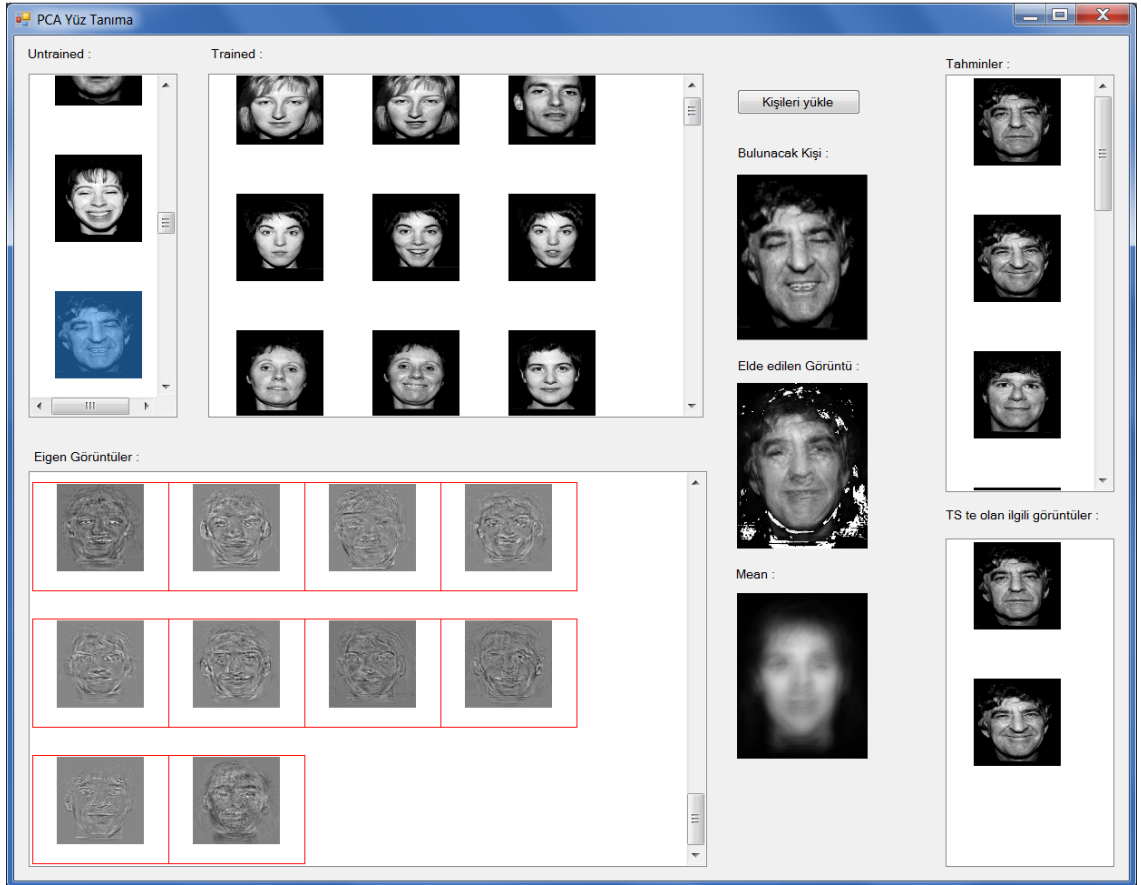 PCA Yüz Tanıma
Untrained :
Trained :
Kişileri yükle
Bulunacak Kişi :
Elde edilen Görüntü :
Mean :
Tahminler :
TS te olan ilgili görüntüler :
Eigen Görüntüler :